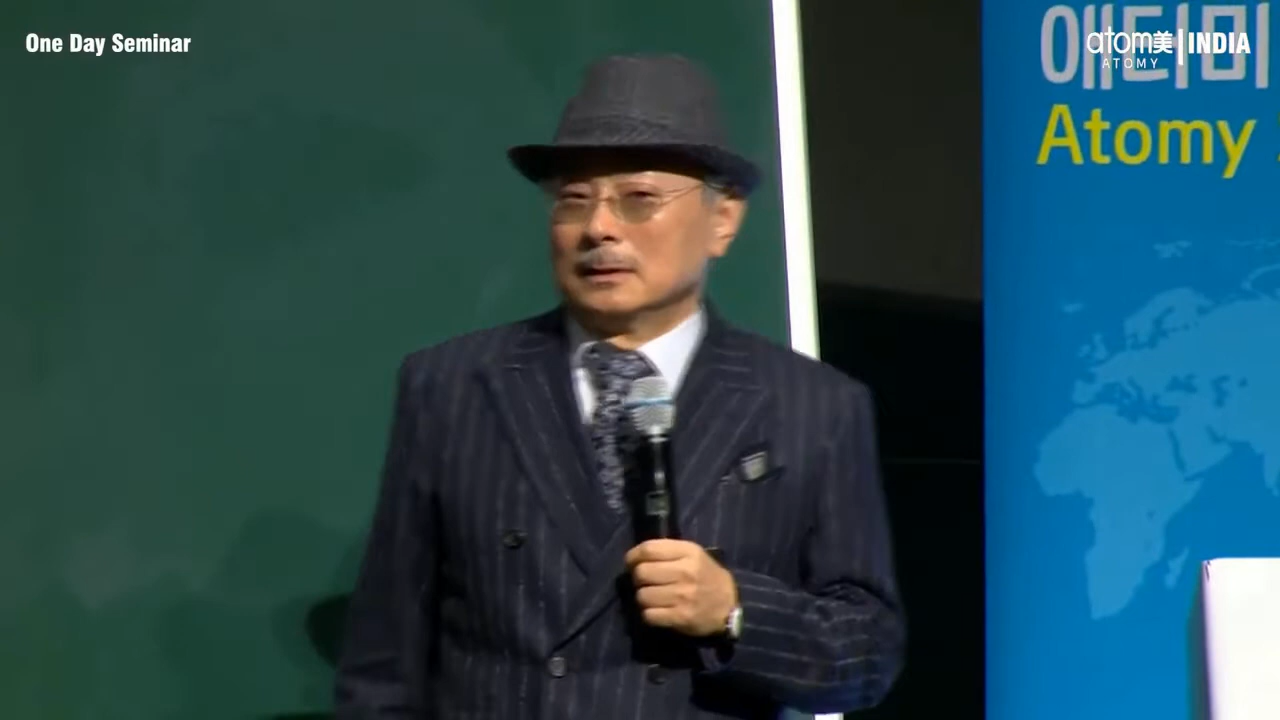 One Day Seminar
atom美 | INDIA
ATOMY
애터미
Atomy